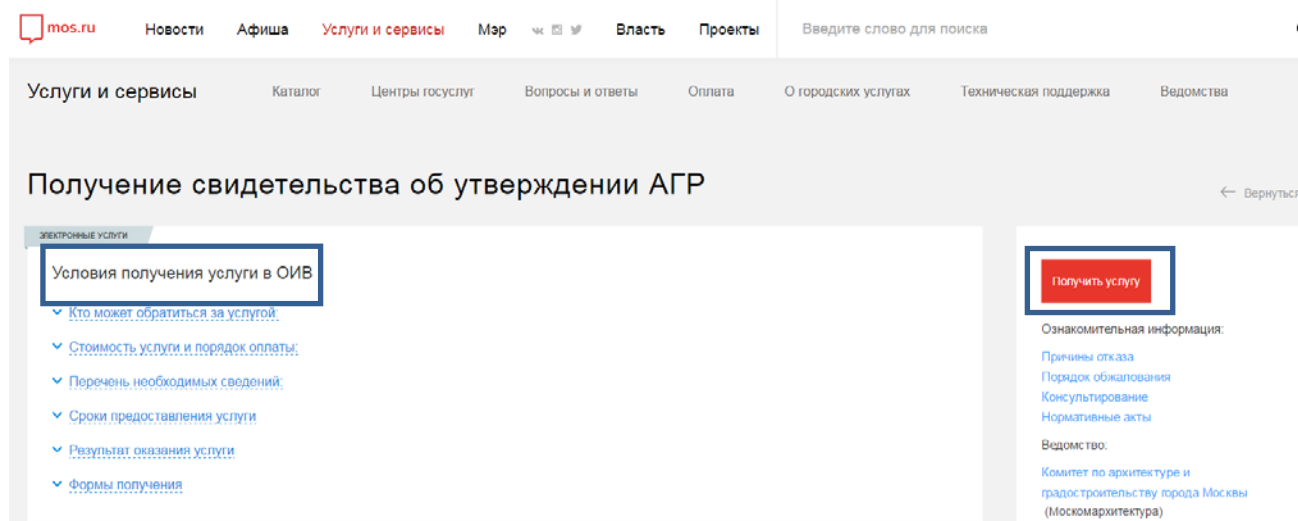 mos.ru Новости Афиша Услуги и сервисы Мэр Власть Проекты Введите слово для поиска
Услуги и сервисы Каталог Центры госуслуг Вопросы и ответы Оплата О городских услугах Техническая поддержка Ведомства
Получение свидетельства об утверждении АГР
Вернуться
ЭЛЕКТРОННЫЕ УСЛУГИ
Условия получения услуги в ОИВ
Кто может обратиться за услугой:
Стоимость услуги и порядок оплаты:
Перечень необходимых сведений:
Сроки предоставления услуги
Результат оказания услуги
Формы получения
Получить услугу
Ознакомительная информация:
Причины отказа
Порядок обжалования
Консультирование
Нормативные акты
Ведомство:
Комитет по архитектуре и
градостроительству города Москвы
(Москомархитектура)